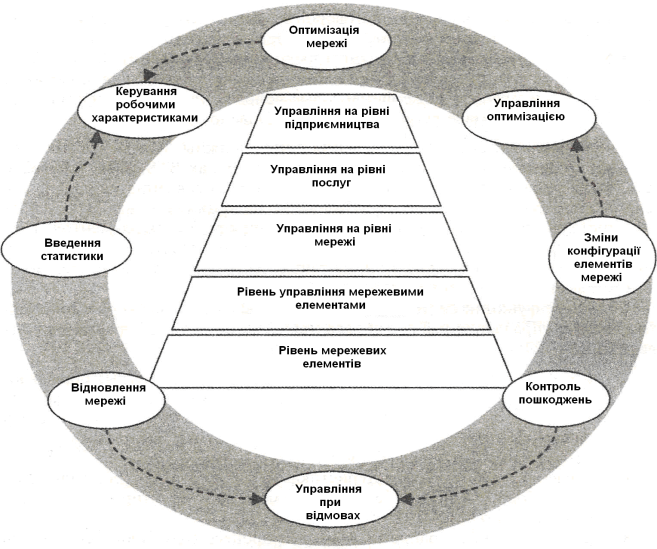 Оптимізація
мережі
Керування
робочими
характеристиками
Управління на рівні
підприємництва
Управління
оптимізацією
Управління на рівні
послуг
Управління на рівні
мережі
Введення
статистики
Зміни
конфігурації
елементів
мережі
Рівень управління мережевими
елементами
Рівень мережевих
елементів
Відновлення
мережі
Контроль
пошкоджень
Управління
при
відмовах